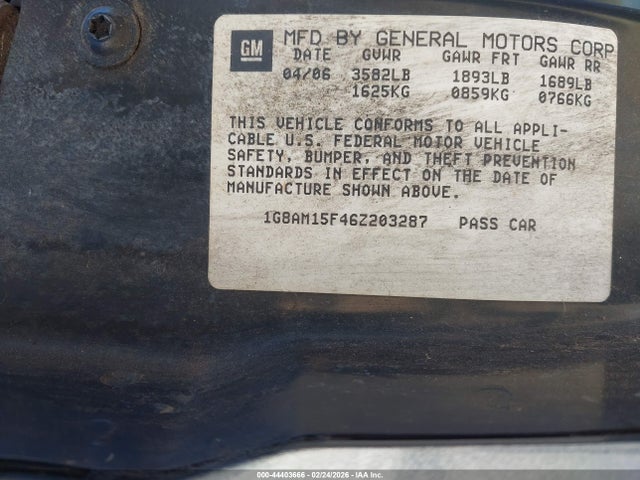 GM MFD BY GENERAL MOTORS CORP
DATE GVWR GAWR FRT GAWR RR
04/06 3582LB 1893LB 1689LB
1625KG 0859KG 0766KG
THIS VEHICLE CONFORMS TO ALL APPLI-
CABLE U.S. FEDERAL MOTOR VEHICLE
SAFETY, BUMPER, AND THEFT PREVENTION
STANDARDS IN EFFECT ON THE DATE OF
MANUFACTURE SHOWN ABOVE.
1G8AM15F46Z203287 PASS CAR
000-44403666 - 02/24/2026 - IAA Inc.